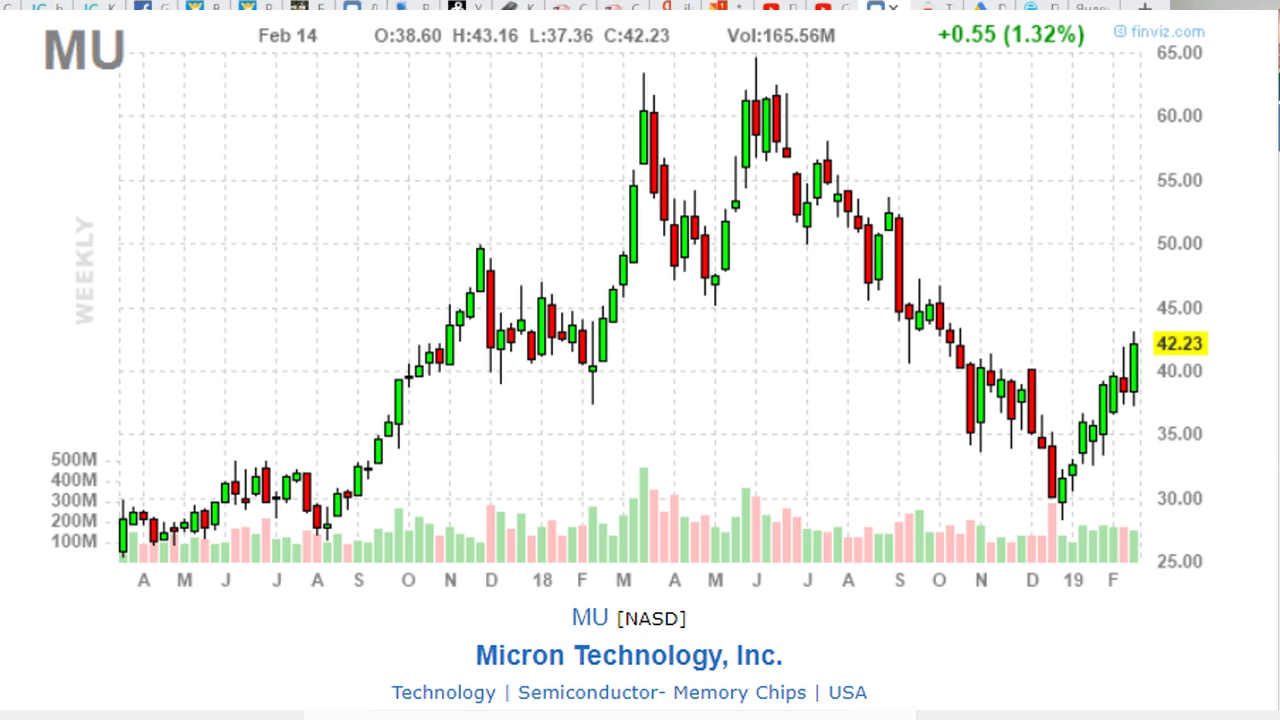 MU Feb 14 O:38.60 H:43.16 L:37.36 C:42.23 Vol:165.56M +0.55 (1.32%) © finviz.com
65.00
60.00
55.00
50.00
45.00
42.23
40.00
35.00
30.00
25.00
WEEKLY
500M
400M
300M
200M
100M
A M J J A S O N D 18 F M A M J J A S O N D 19 F
MU [NASD]
Micron Technology, Inc.
Technology | Semiconductor- Memory Chips | USA